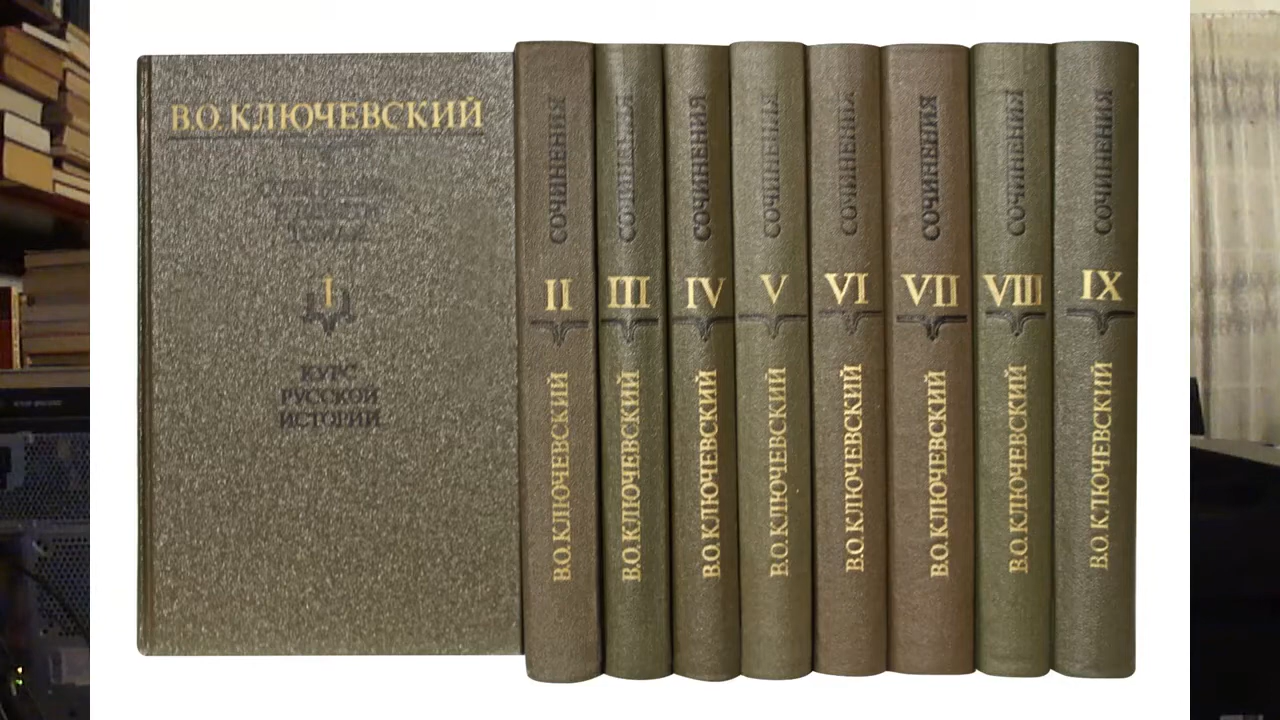 В.О. КЛЮЧЕВСКИЙ
I
КУРС
РУССКОЙ
ИСТОРИИ
СОЧИНЕНИЯ
II
В.О. КЛЮЧЕВСКИЙ
СОЧИНЕНИЯ
III
В.О. КЛЮЧЕВСКИЙ
СОЧИНЕНИЯ
IV
В.О. КЛЮЧЕВСКИЙ
СОЧИНЕНИЯ
V
В.О. КЛЮЧЕВСКИЙ
СОЧИНЕНИЯ
VI
В.О. КЛЮЧЕВСКИЙ
СОЧИНЕНИЯ
VII
В.О. КЛЮЧЕВСКИЙ
СОЧИНЕНИЯ
VIII
В.О. КЛЮЧЕВСКИЙ
СОЧИНЕНИЯ
IX
В.О. КЛЮЧЕВСКИЙ